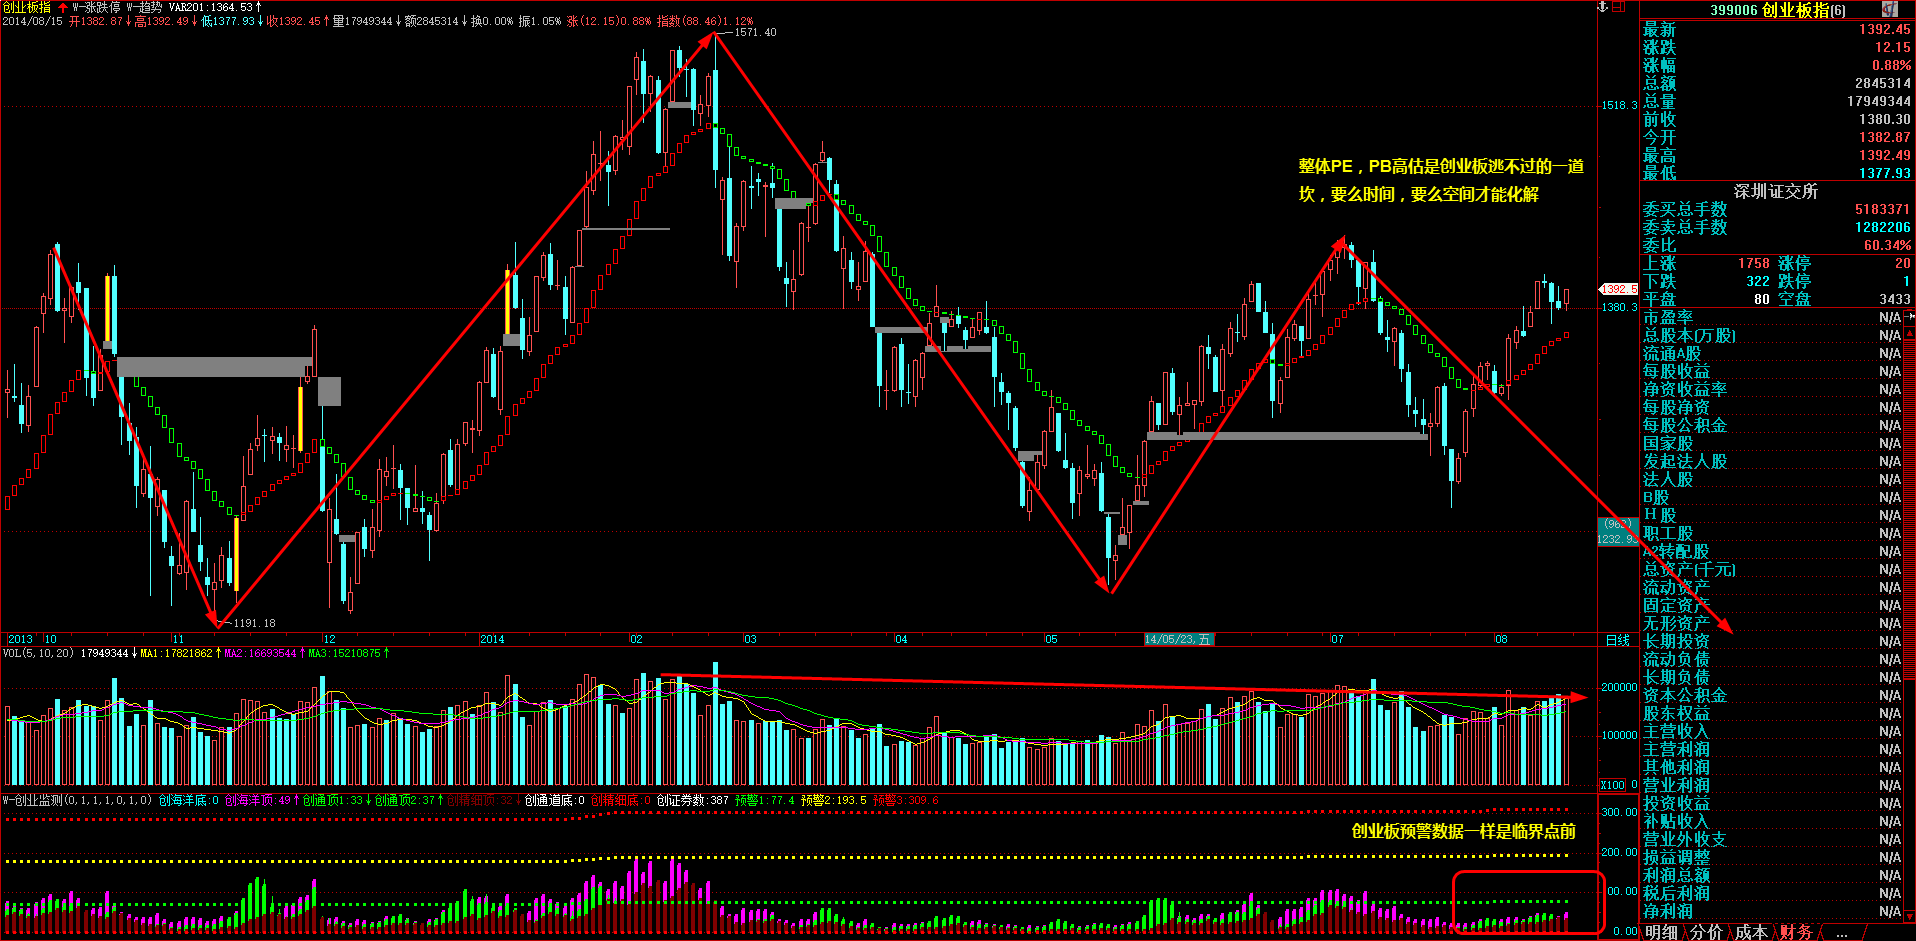 创业板指 ↑ W-涨跌停 W-趋势 VAR201:1364.53↑
2014/08/15 开1382.87↓高1392.49↓低1377.93↓收1392.45↑量17949344↓额2845314↓换0.00% 振1.05% 涨(12.15)0.88% 指数(88.46)1.12%
1571.40
1518.3
整体PE，PB高估是创业板逃不过的一道
坎，要么时间，要么空间才能化解
1392.5
1380.3
1232.93
1191.18
2013 10 11 12 2014 02 03 04 05 14/05/23,五 07 08 日线
VOL(5,10,20) 17949344↓MA1:17821862↑MA2:16693544↑MA3:15210875↑
200000
100000
X100 0
W-创业监测(0,1,1,1,0,1,0) 创海洋底:0 创海洋顶:49↑创通顶1:33↓创通顶2:37↑创精细顶:32↓创通道底:0 创精细底:0 创证券数:387 预警1:77.4 预警2:193.5 预警3:309.6
300.00
创业板预警数据一样是临界点前
200.00
00.00
0.00
399006 创业板指(6)
最新 1392.45
涨跌 12.15
涨幅 0.88%
总额 2845314
总量 17949344
前收 1380.30
今开 1382.87
最高 1392.49
最低 1377.93
深圳证交所
委买总手数 5183371
委卖总手数 1282206
委比 60.34%
上涨 1758 涨停 20
下跌 322 跌停 1
平盘 80 空盘 3433
市盈率 N/A
总股本(万股) N/A
流通A股 N/A
每股收益 N/A
净资收益率 N/A
每股净资 N/A
每股公积金 N/A
国家股 N/A
发起法人股 N/A
法人股 N/A
B股 N/A
H股 N/A
职工股 N/A
A2转配股 N/A
总资产(千元) N/A
流动资产 N/A
固定资产 N/A
无形资产 N/A
长期投资 N/A
流动负债 N/A
长期负债 N/A
资本公积金 N/A
股东权益 N/A
主营收入 N/A
主营利润 N/A
其他利润 N/A
营业利润 N/A
投资收益 N/A
补贴收入 N/A
营业外收支 N/A
损益调整 N/A
利润总额 N/A
税后利润 N/A
净利润 N/A
明细 分价 成本 财务 ...